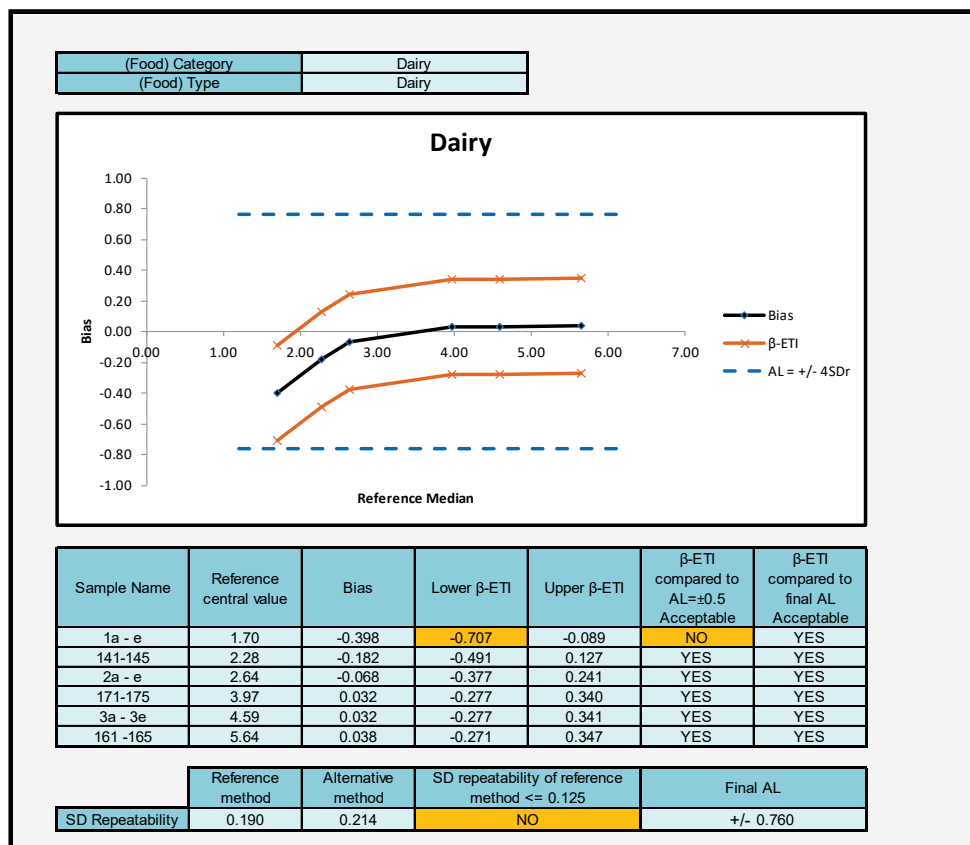 (Food) Category Dairy
(Food) Type Dairy
Dairy
1.00
0.80
0.60
0.40
0.20
0.00
-0.20
-0.40
-0.60
-0.80
-1.00
Bias
0.00 1.00 2.00 3.00 4.00 5.00 6.00 7.00
Reference Median
Bias
β-ETI
AL = +/- 4SDr
Sample Name Reference central value Bias Lower β-ETI Upper β-ETI β-ETI compared to AL=±0.5 Acceptable β-ETI compared to final AL Acceptable
1a - e 1.70 -0.398 -0.707 -0.089 NO YES
141-145 2.28 -0.182 -0.491 0.127 YES YES
2a - e 2.64 -0.068 -0.377 0.241 YES YES
171-175 3.97 0.032 -0.277 0.340 YES YES
3a - 3e 4.59 0.032 -0.277 0.341 YES YES
161 -165 5.64 0.038 -0.271 0.347 YES YES
Reference method Alternative method SD repeatability of reference method <= 0.125 Final AL
SD Repeatability 0.190 0.214 NO +/- 0.760